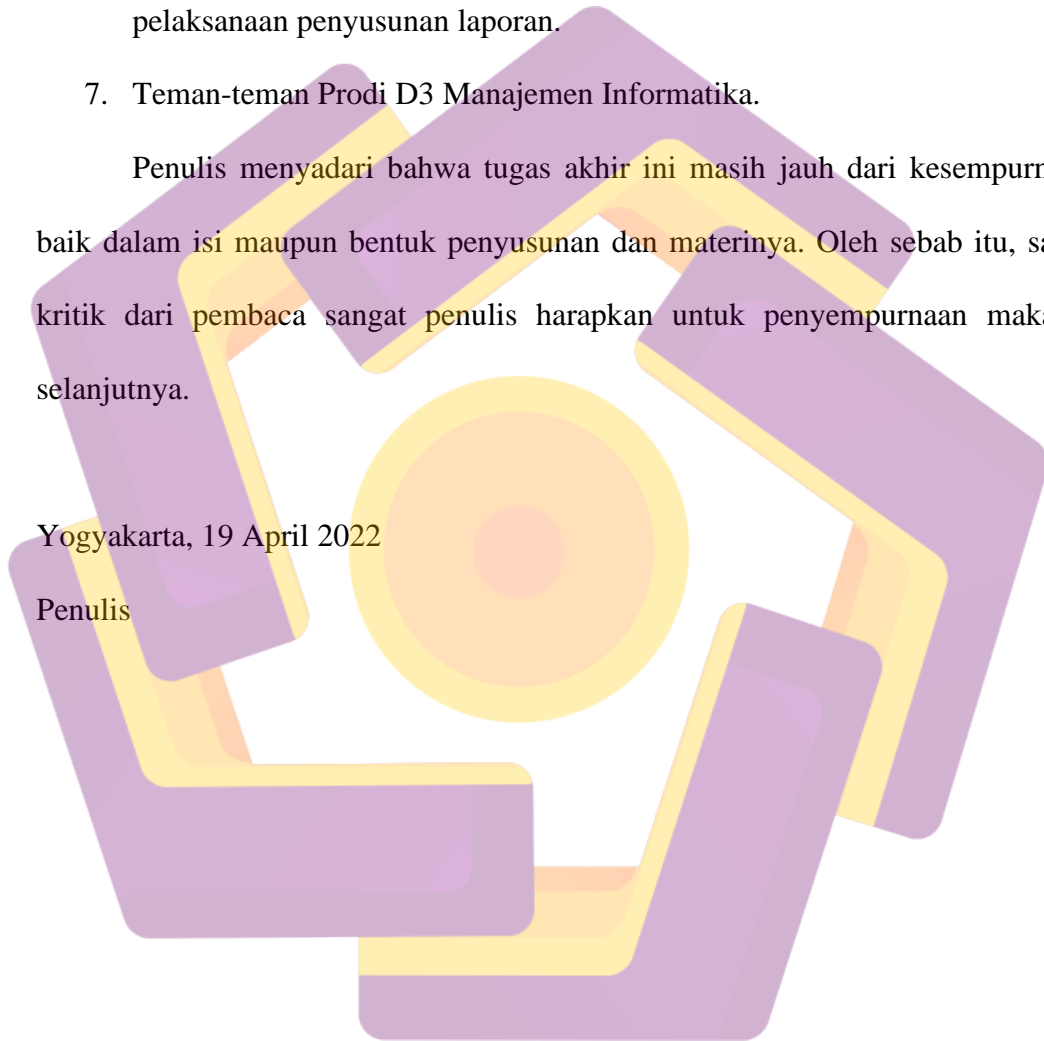 pelaksanaan penyusunan laporan.
7. Teman-teman Prodi D3 Manajemen Informatika.
Penulis menyadari bahwa tugas akhir ini masih jauh dari
baik dalam isi maupun bentuk penyusunan dan materinya. Oleh sebab itu,
kritik dari pembaca sangat penulis harapkan untuk penyempurnaan
selanjutnya.
Yogyakarta, 19 April 2022
Penulis